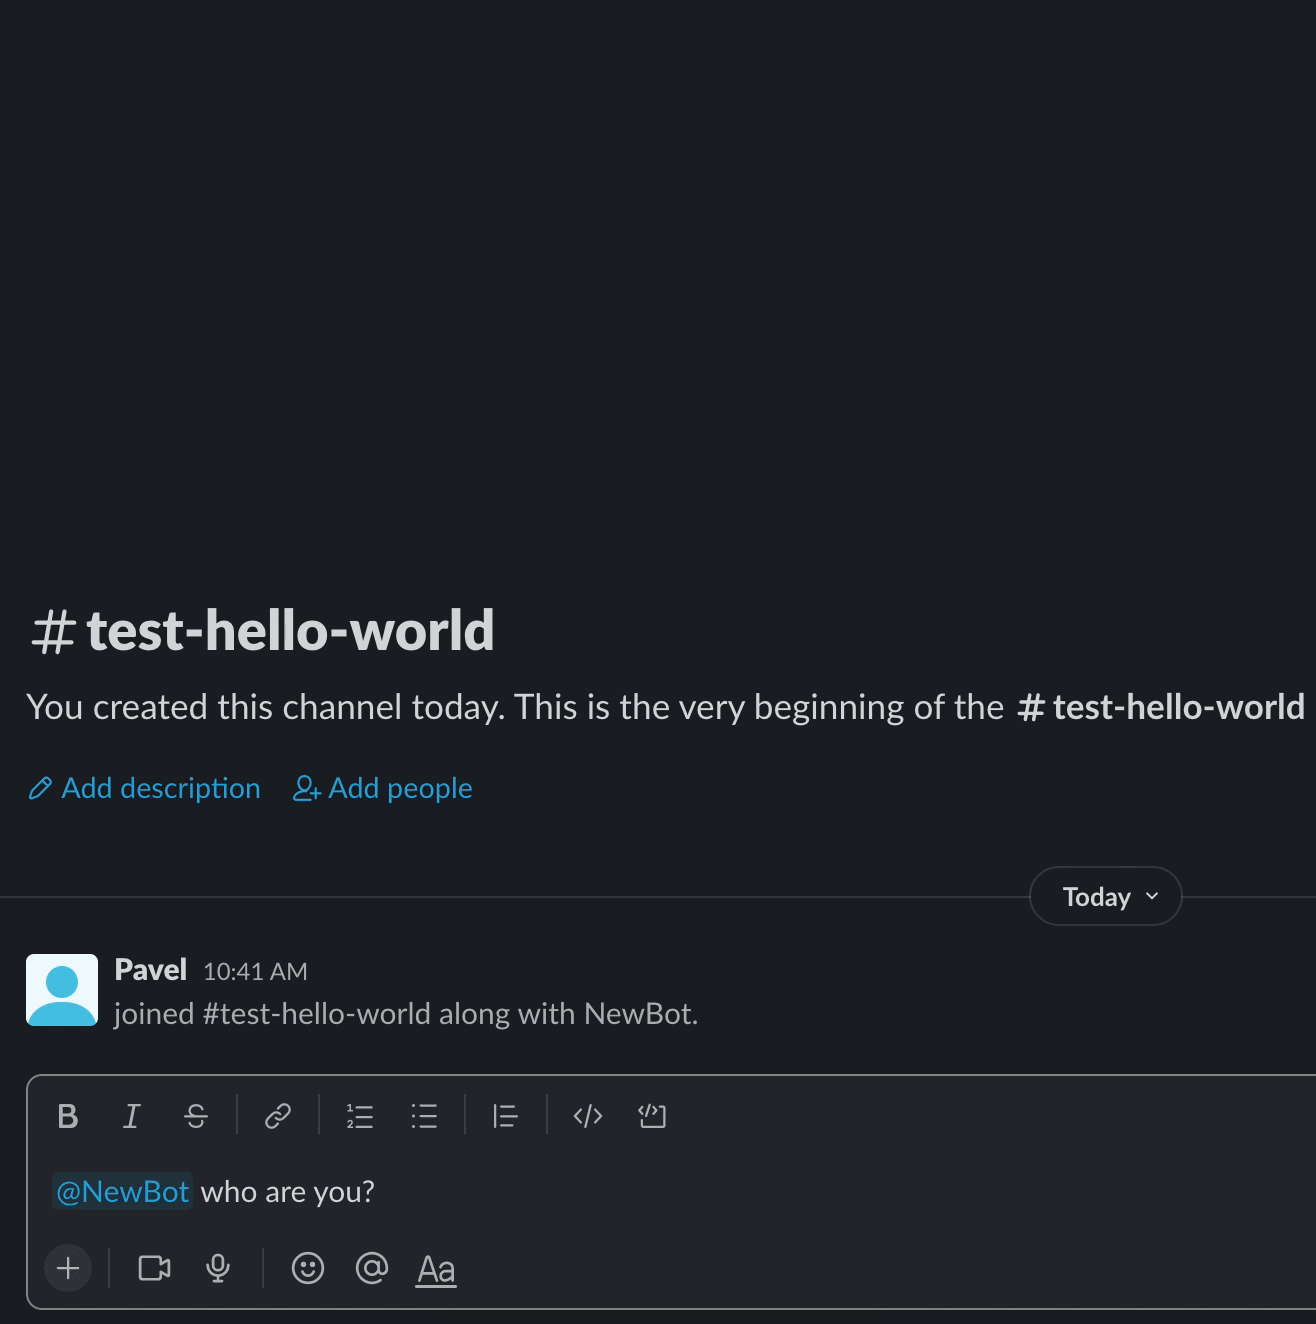 # test-hello-world
You created this channel today. This is the very beginning of the # test-hello-world
Add description Add people
Today
Pavel 10:41 AM
joined #test-hello-world along with NewBot.
B I S
@NewBot who are you?
Aa